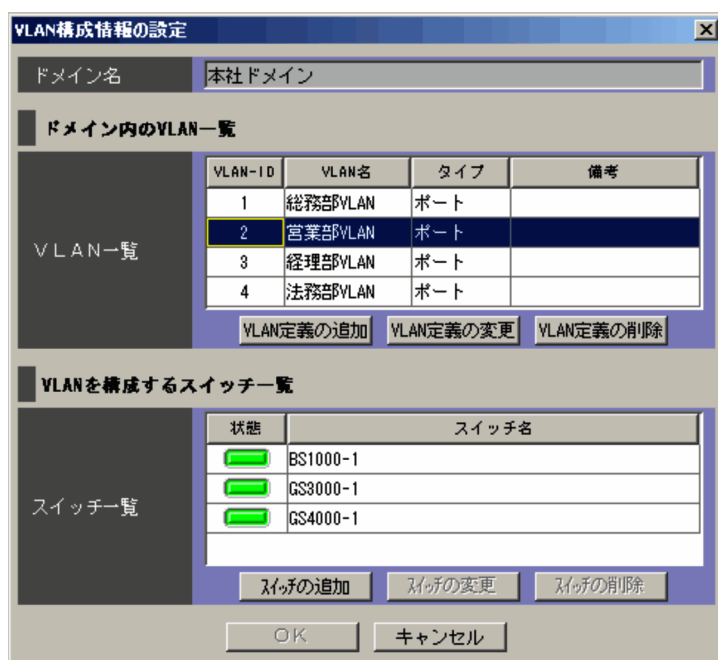 VLAN構成情報の設定
ドメイン名 本社ドメイン
ドメイン内のVLAN一覧
VLAN一覧
VLAN-ID VLAN名 タイプ 備考
1 総務部VLAN ポート
2 営業部VLAN ポート
3 経理部VLAN ポート
4 法務部VLAN ポート
VLAN定義の追加 VLAN定義の変更 VLAN定義の削除
VLANを構成するスイッチ一覧
スイッチ一覧
状態 スイッチ名
BS1000-1
GS3000-1
GS4000-1
スイッチの追加 スイッチの変更 スイッチの削除
OK キャンセル